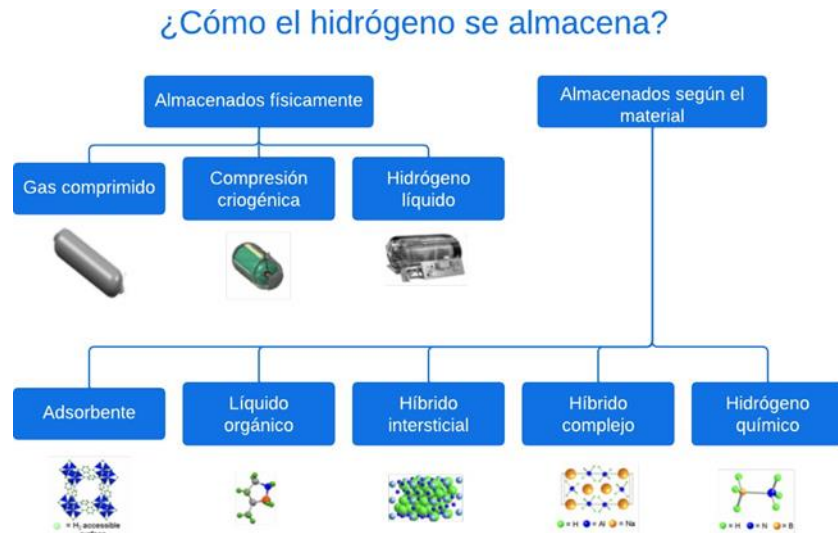 ¿Cómo el hidrógeno se almacena?
Almacenados físicamente
Almacenados según el
material
Gas comprimido
Compresión
criogénica
Hidrógeno
líquido
Adsorbente
Líquido
orgánico
Híbrido
intersticial
Híbrido
complejo
Hidrógeno
químico
= H₂ accessible
surface
= H = Al = Na
= H = N = B